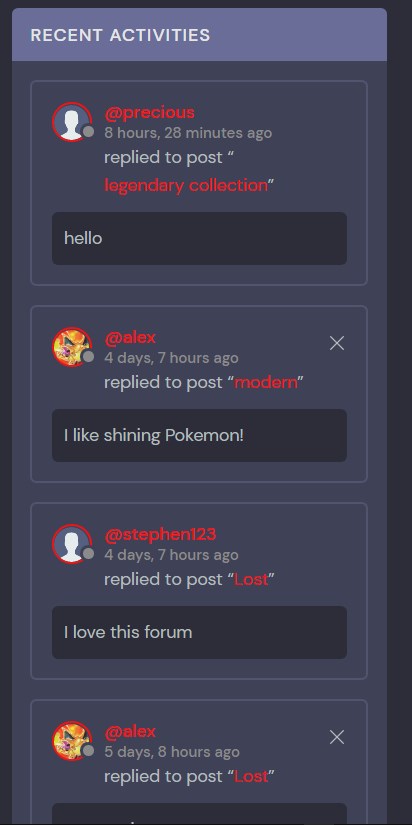 RECENT ACTIVITIES
@precious
8 hours, 28 minutes ago
replied to post “
legendary collection”
hello
@alex
4 days, 7 hours ago
replied to post “modern”
I like shining Pokemon!
@stephen123
4 days, 7 hours ago
replied to post “Lost”
I love this forum
@alex
5 days, 8 hours ago
replied to post “Lost”